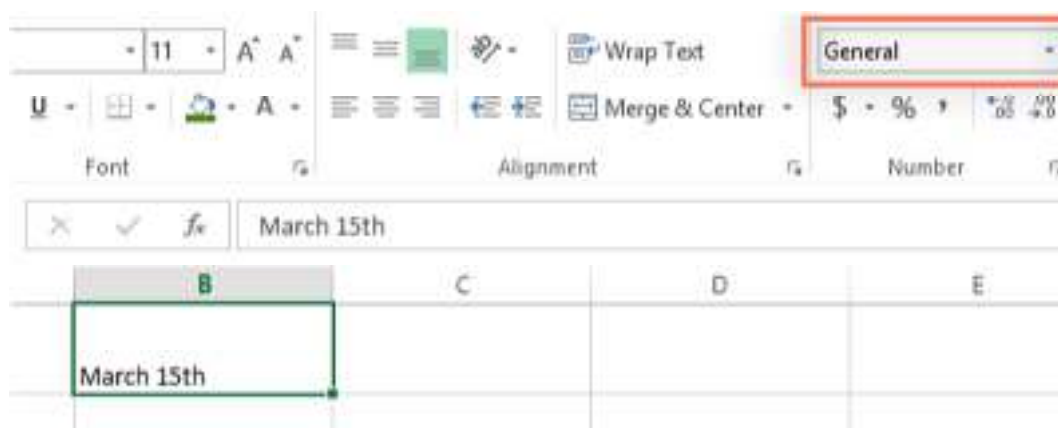 11 A A Wrap Text General
U A Merge & Center $ % ,
Font Alignment Number
fx March 15th
B C D E
March 15th